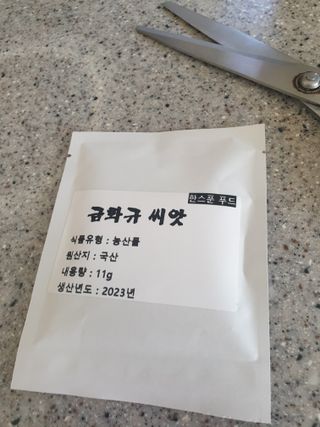 한스푼 푸드
금화규 씨앗
식물유형 : 농산물
원산지 : 국산
내용량 : 11g
생산년도 : 2023년